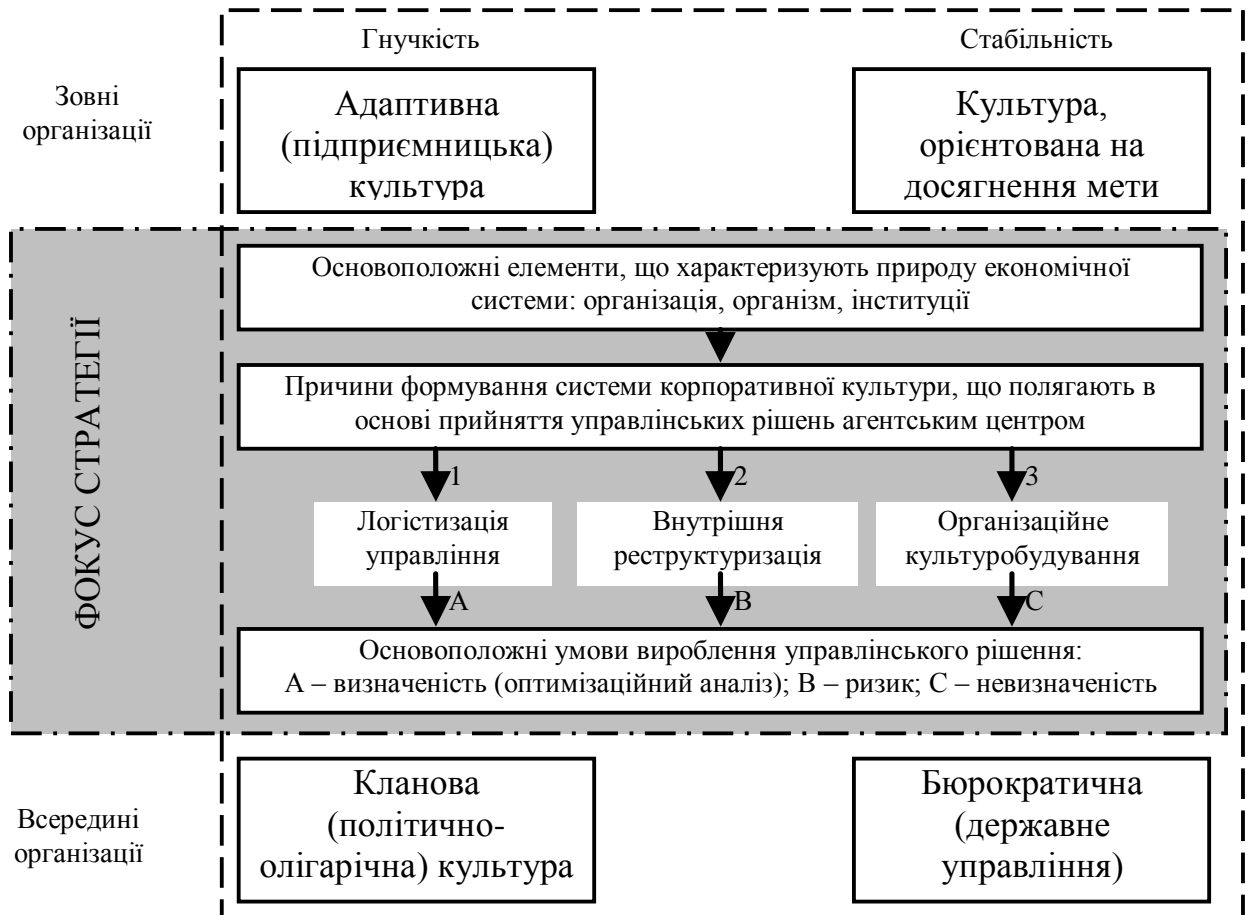 Гнучкість
Стабільність
Зовні
організації
Адаптивна
(підприємницька)
культура
Культура,
орієнтована на
досягнення мети
ФОКУС СТРАТЕГІЇ
Основоположні елементи, що характеризують природу економічної
системи: організація, організм, інституції
Причини формування системи корпоративної культури, що полягають в
основі прийняття управлінських рішень агентським центром
1
2
3
Логістизація
управління
Внутрішня
реструктуризація
Організаційне
культуробудування
А
В
С
Основоположні умови вироблення управлінського рішення:
А – визначеність (оптимізаційний аналіз); В – ризик; С – невизначеність
Всередині
організації
Кланова
(політично-
олігарічна) культура
Бюрократична
(державне
управління)